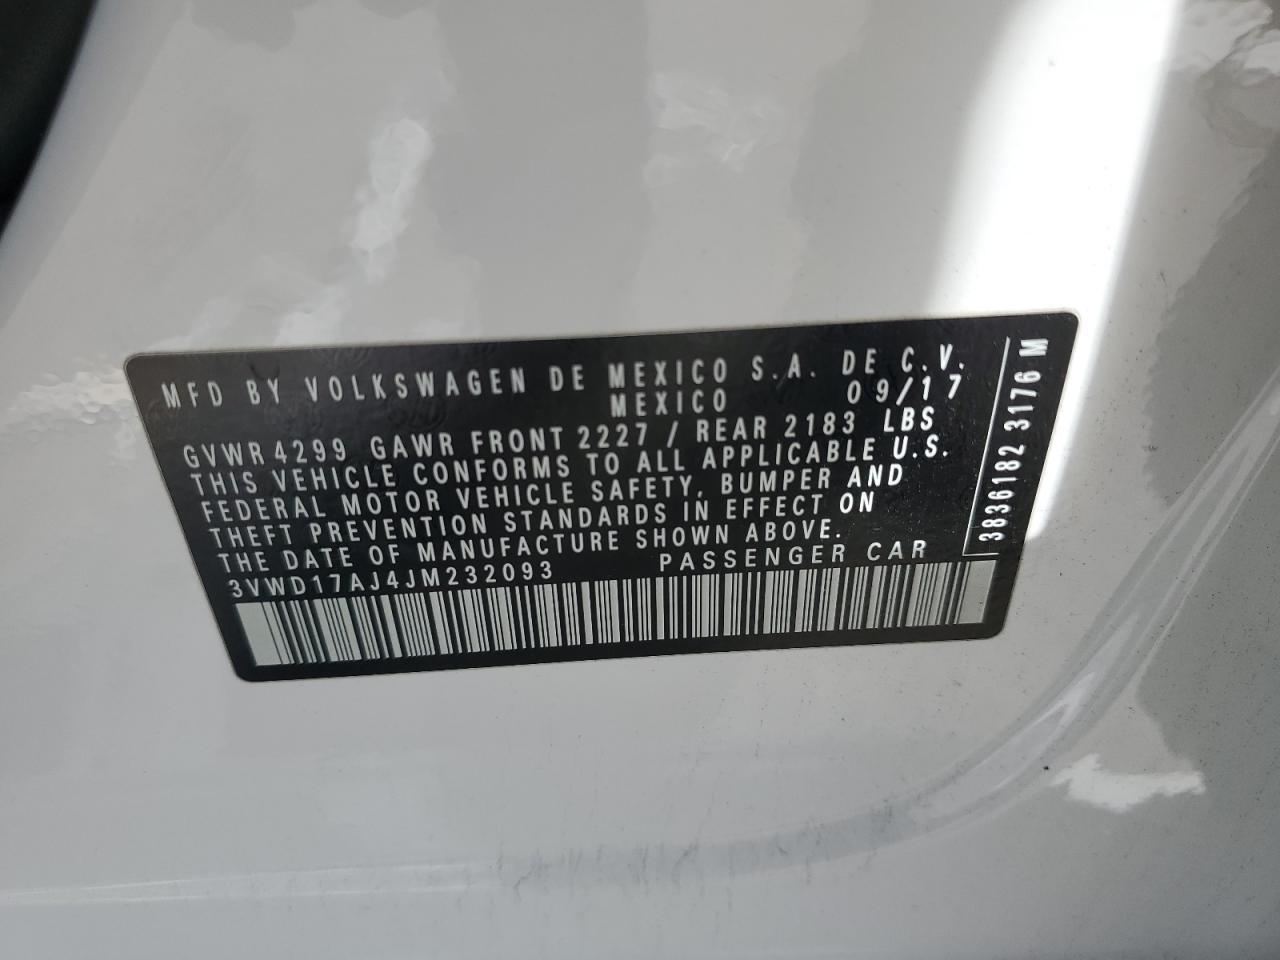 MFD BY VOLKSWAGEN DE MEXICO S.A. DE C.V.
MEXICO 09/17
GVWR 4299 GAWR FRONT 2227 / REAR 2183 LBS
THIS VEHICLE CONFORMS TO ALL APPLICABLE U.S.
FEDERAL MOTOR VEHICLE SAFETY, BUMPER AND
THEFT PREVENTION STANDARDS IN EFFECT ON
THE DATE OF MANUFACTURE SHOWN ABOVE.
3VWD17AJ4JM232093 PASSENGER CAR
3836182 3176 M